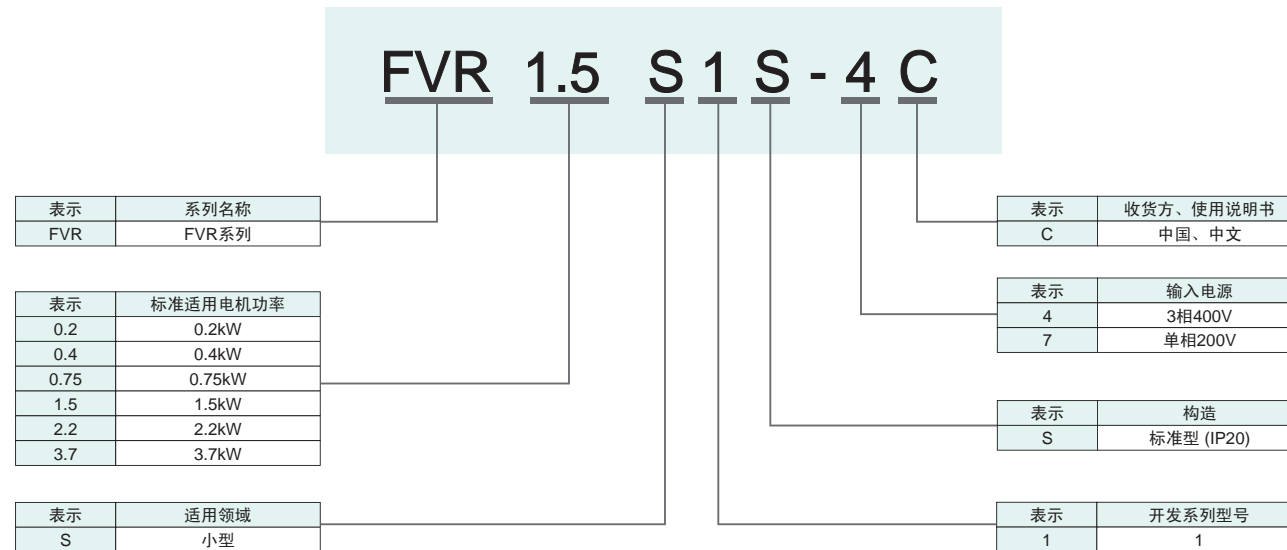 FVR 1.5 S 1 S - 4 C
表示 系列名称
FVR FVR系列
表示 标准适用电机功率
0.2 0.2kW
0.4 0.4kW
0.75 0.75kW
1.5 1.5kW
2.2 2.2kW
3.7 3.7kW
表示 适用领域
S 小型
表示 收货方、使用说明书
C 中国、中文
表示 输入电源
4 3相400V
7 单相200V
表示 构造
S 标准型 (IP20)
表示 开发系列型号
1 1